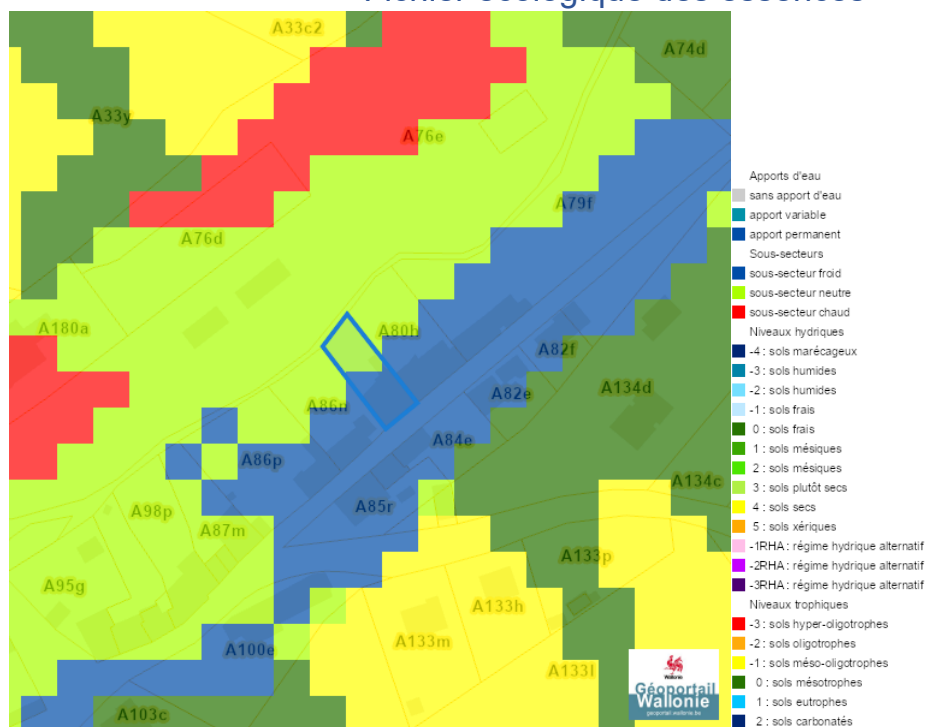 Fichier écologique des essences
A33c2
A74d
A33y
A76e
A79f
A76d
A180a
A80b
A82f
A86n
A82e
A134d
A84e
A86p
A134c
A98p
A85r
A87m
A133p
A95g
A133h
A133m
A100e
A133l
A103c
Wallonie
Géoportail
Wallonie
geoportail.wallonie.be
Apports d'eau
sans apport d'eau
apport variable
apport permanent
Sous-secteurs
sous-secteur froid
sous-secteur neutre
sous-secteur chaud
Niveaux hydriques
-4 : sols marécageux
-3 : sols humides
-2 : sols humides
-1 : sols frais
0 : sols frais
1 : sols mésiques
2 : sols mésiques
3 : sols plutôt secs
4 : sols secs
5 : sols xériques
-1RHA : régime hydrique alternatif
-2RHA : régime hydrique alternatif
-3RHA : régime hydrique alternatif
Niveaux trophiques
-3 : sols hyper-oligotrophes
-2 : sols oligotrophes
-1 : sols méso-oligotrophes
0 : sols mésotrophes
1 : sols eutrophes
2 : sols carbonatés